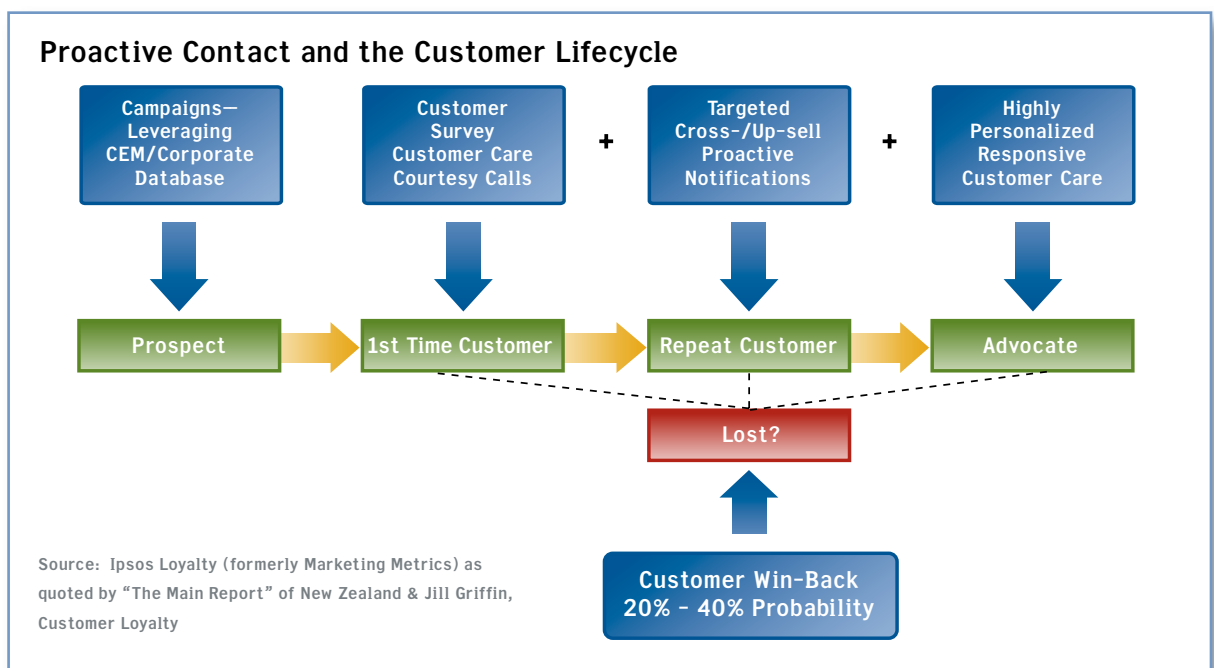 Proactive Contact and the Customer Lifecycle
Campaigns—
Leveraging
CEM/Corporate
Database
Customer
Survey
Customer Care
Courtesy Calls
+
Targeted
Cross-/Up-sell
Proactive
Notifications
+
Highly
Personalized
Responsive
Customer Care
Prospect
1st Time Customer
Repeat Customer
Advocate
Lost?
Customer Win-Back
20% - 40% Probability
Source: Ipsos Loyalty (formerly Marketing Metrics) as
quoted by “The Main Report” of New Zealand & Jill Griffin,
Customer Loyalty